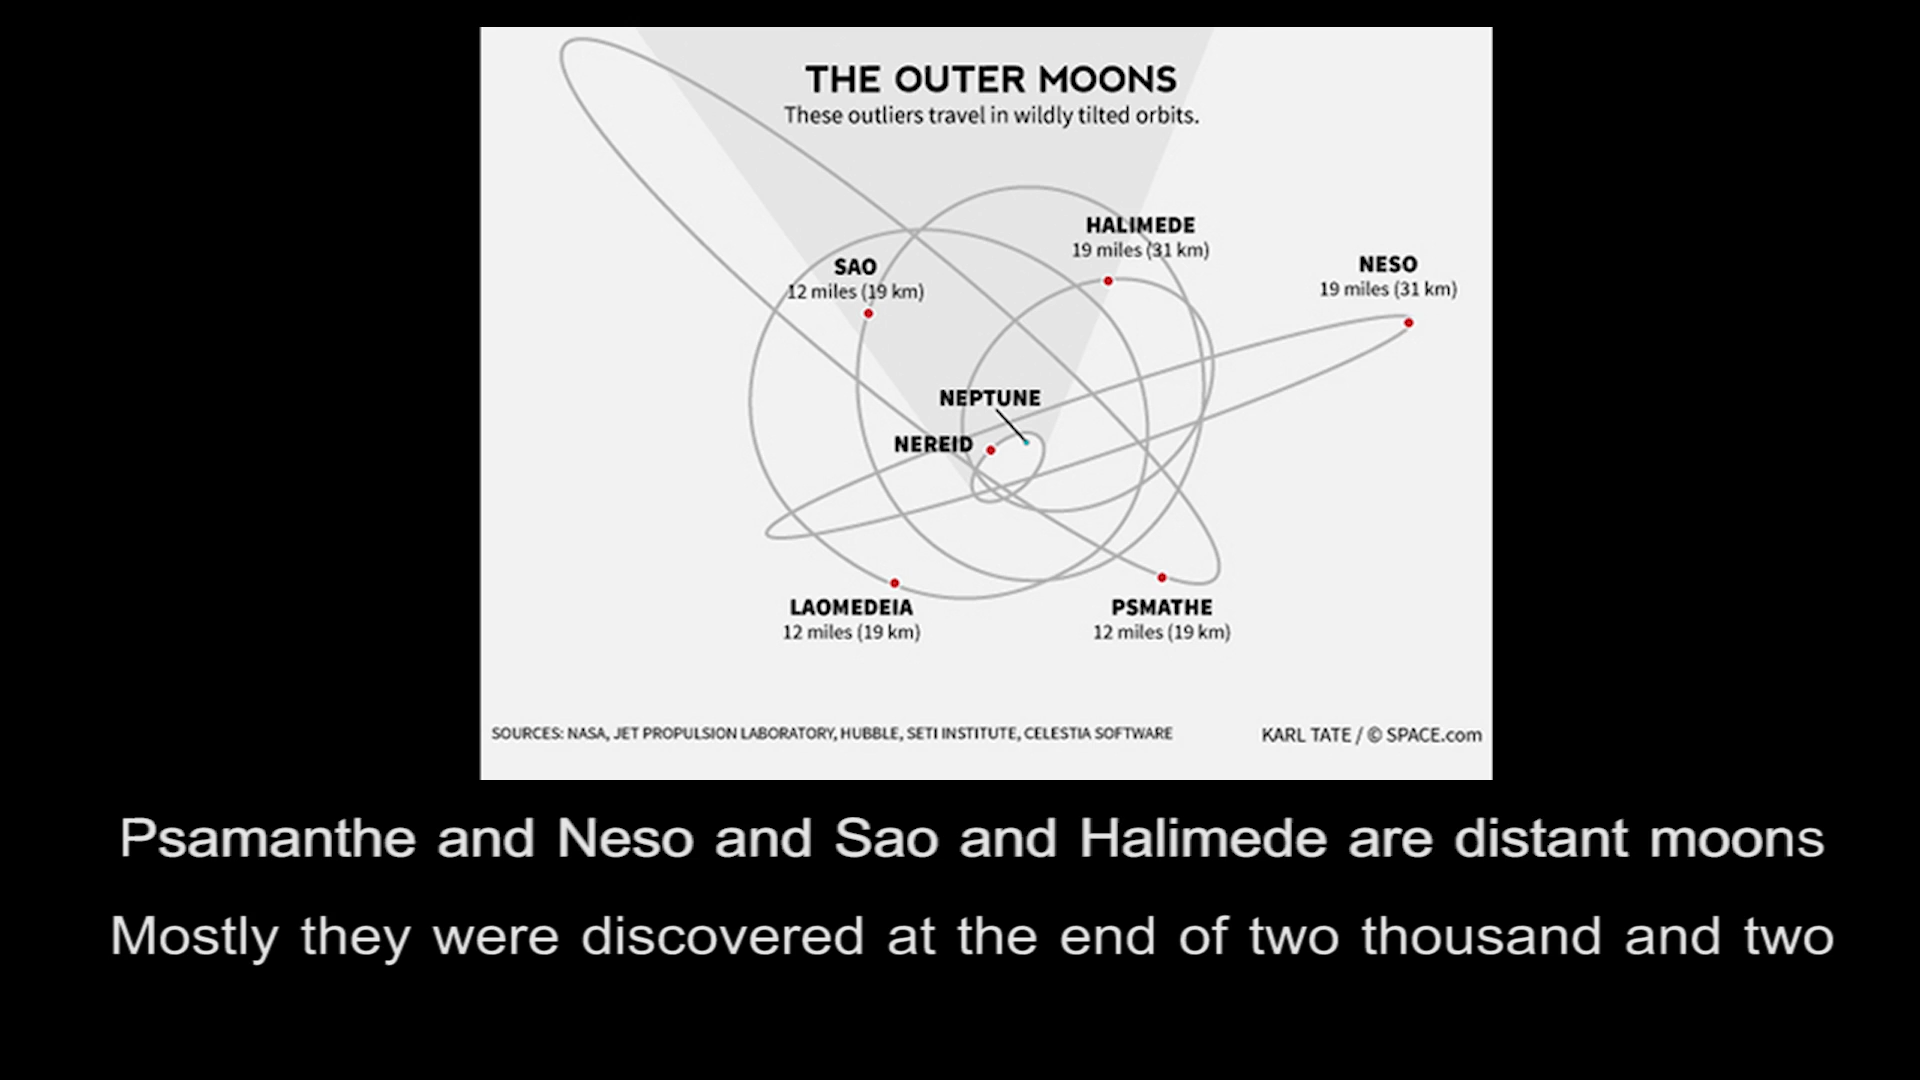 THE OUTER MOONS
These outliers travel in wildly tilted orbits.
HALIMEDE
19 miles (31 km)
SAO
12 miles (19 km)
NESO
19 miles (31 km)
NEPTUNE
NEREID
LAOMEDEIA
12 miles (19 km)
PSMATHE
12 miles (19 km)
SOURCES: NASA, JET PROPULSION LABORATORY, HUBBLE, SETI INSTITUTE, CELESTIA SOFTWARE
KARL TATE / © SPACE.com
Psamanthe and Neso and Sao and Halimede are distant moons
Mostly they were discovered at the end of two thousand and two